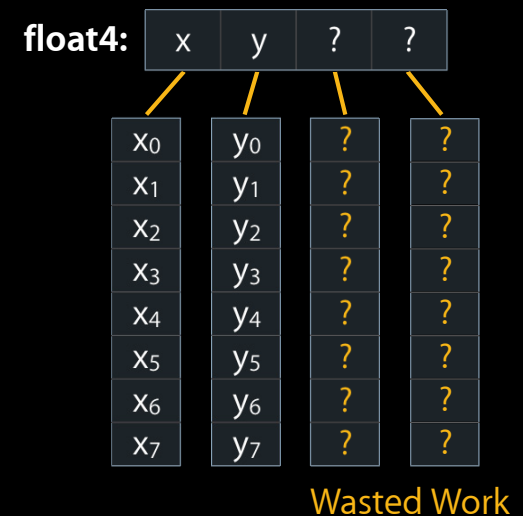 float4: x y ? ?
x₀ y₀ ? ?
x₁ y₁ ? ?
x₂ y₂ ? ?
x₃ y₃ ? ?
x₄ y₄ ? ?
x₅ y₅ ? ?
x₆ y₆ ? ?
x₇ y₇ ? ?
Wasted Work